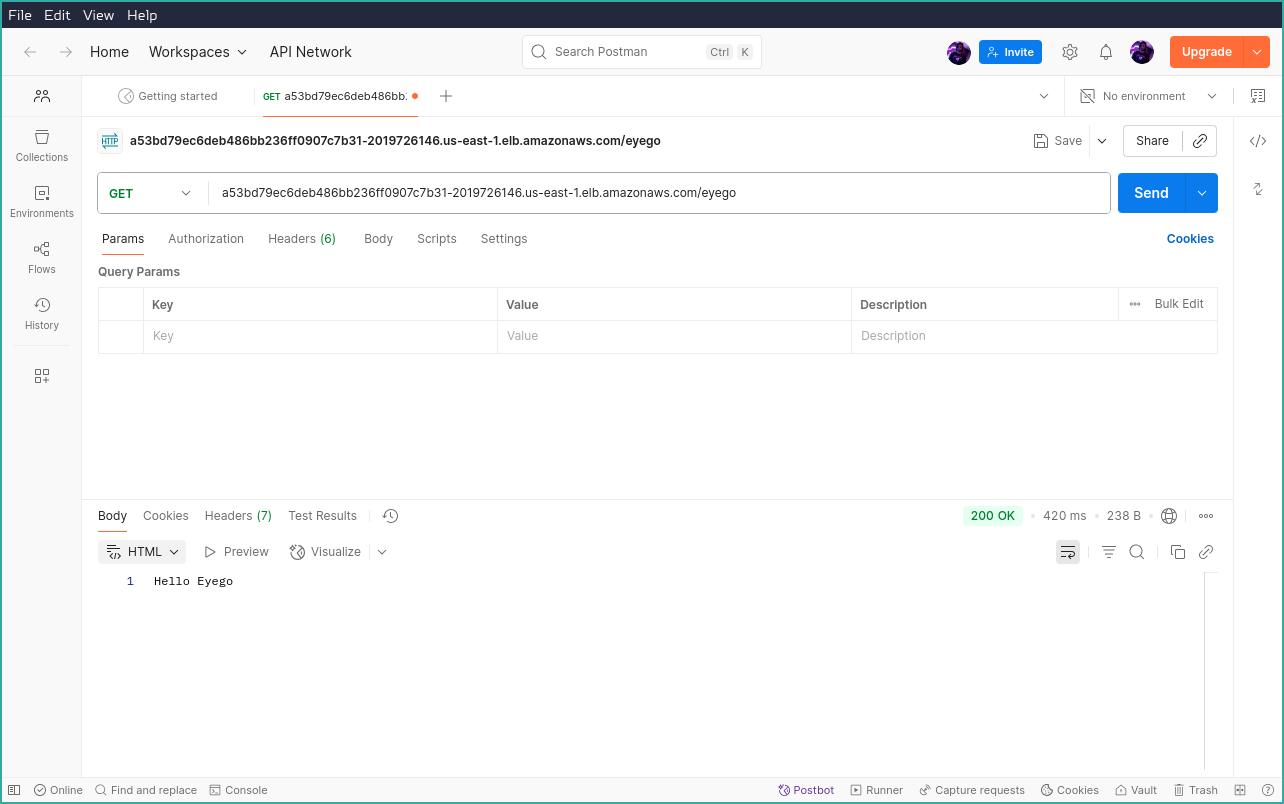 File Edit View Help
Home Workspaces API Network Search Postman Ctrl K Invite Upgrade
Getting started GET a53bd79ec6deb486bb. No environment
HTTP a53bd79ec6deb486bb236ff0907c7b31-2019726146.us-east-1.elb.amazonaws.com/eyego Save Share
GET a53bd79ec6deb486bb236ff0907c7b31-2019726146.us-east-1.elb.amazonaws.com/eyego Send
Collections
Environments
Flows
History
Params Authorization Headers (6) Body Scripts Settings Cookies
Query Params
Key Value Description Bulk Edit
Key Value Description
Body Cookies Headers (7) Test Results 200 OK 420 ms 238 B
HTML Preview Visualize
1 Hello Eyego
Online Find and replace Console Postbot Runner Capture requests Cookies Vault Trash